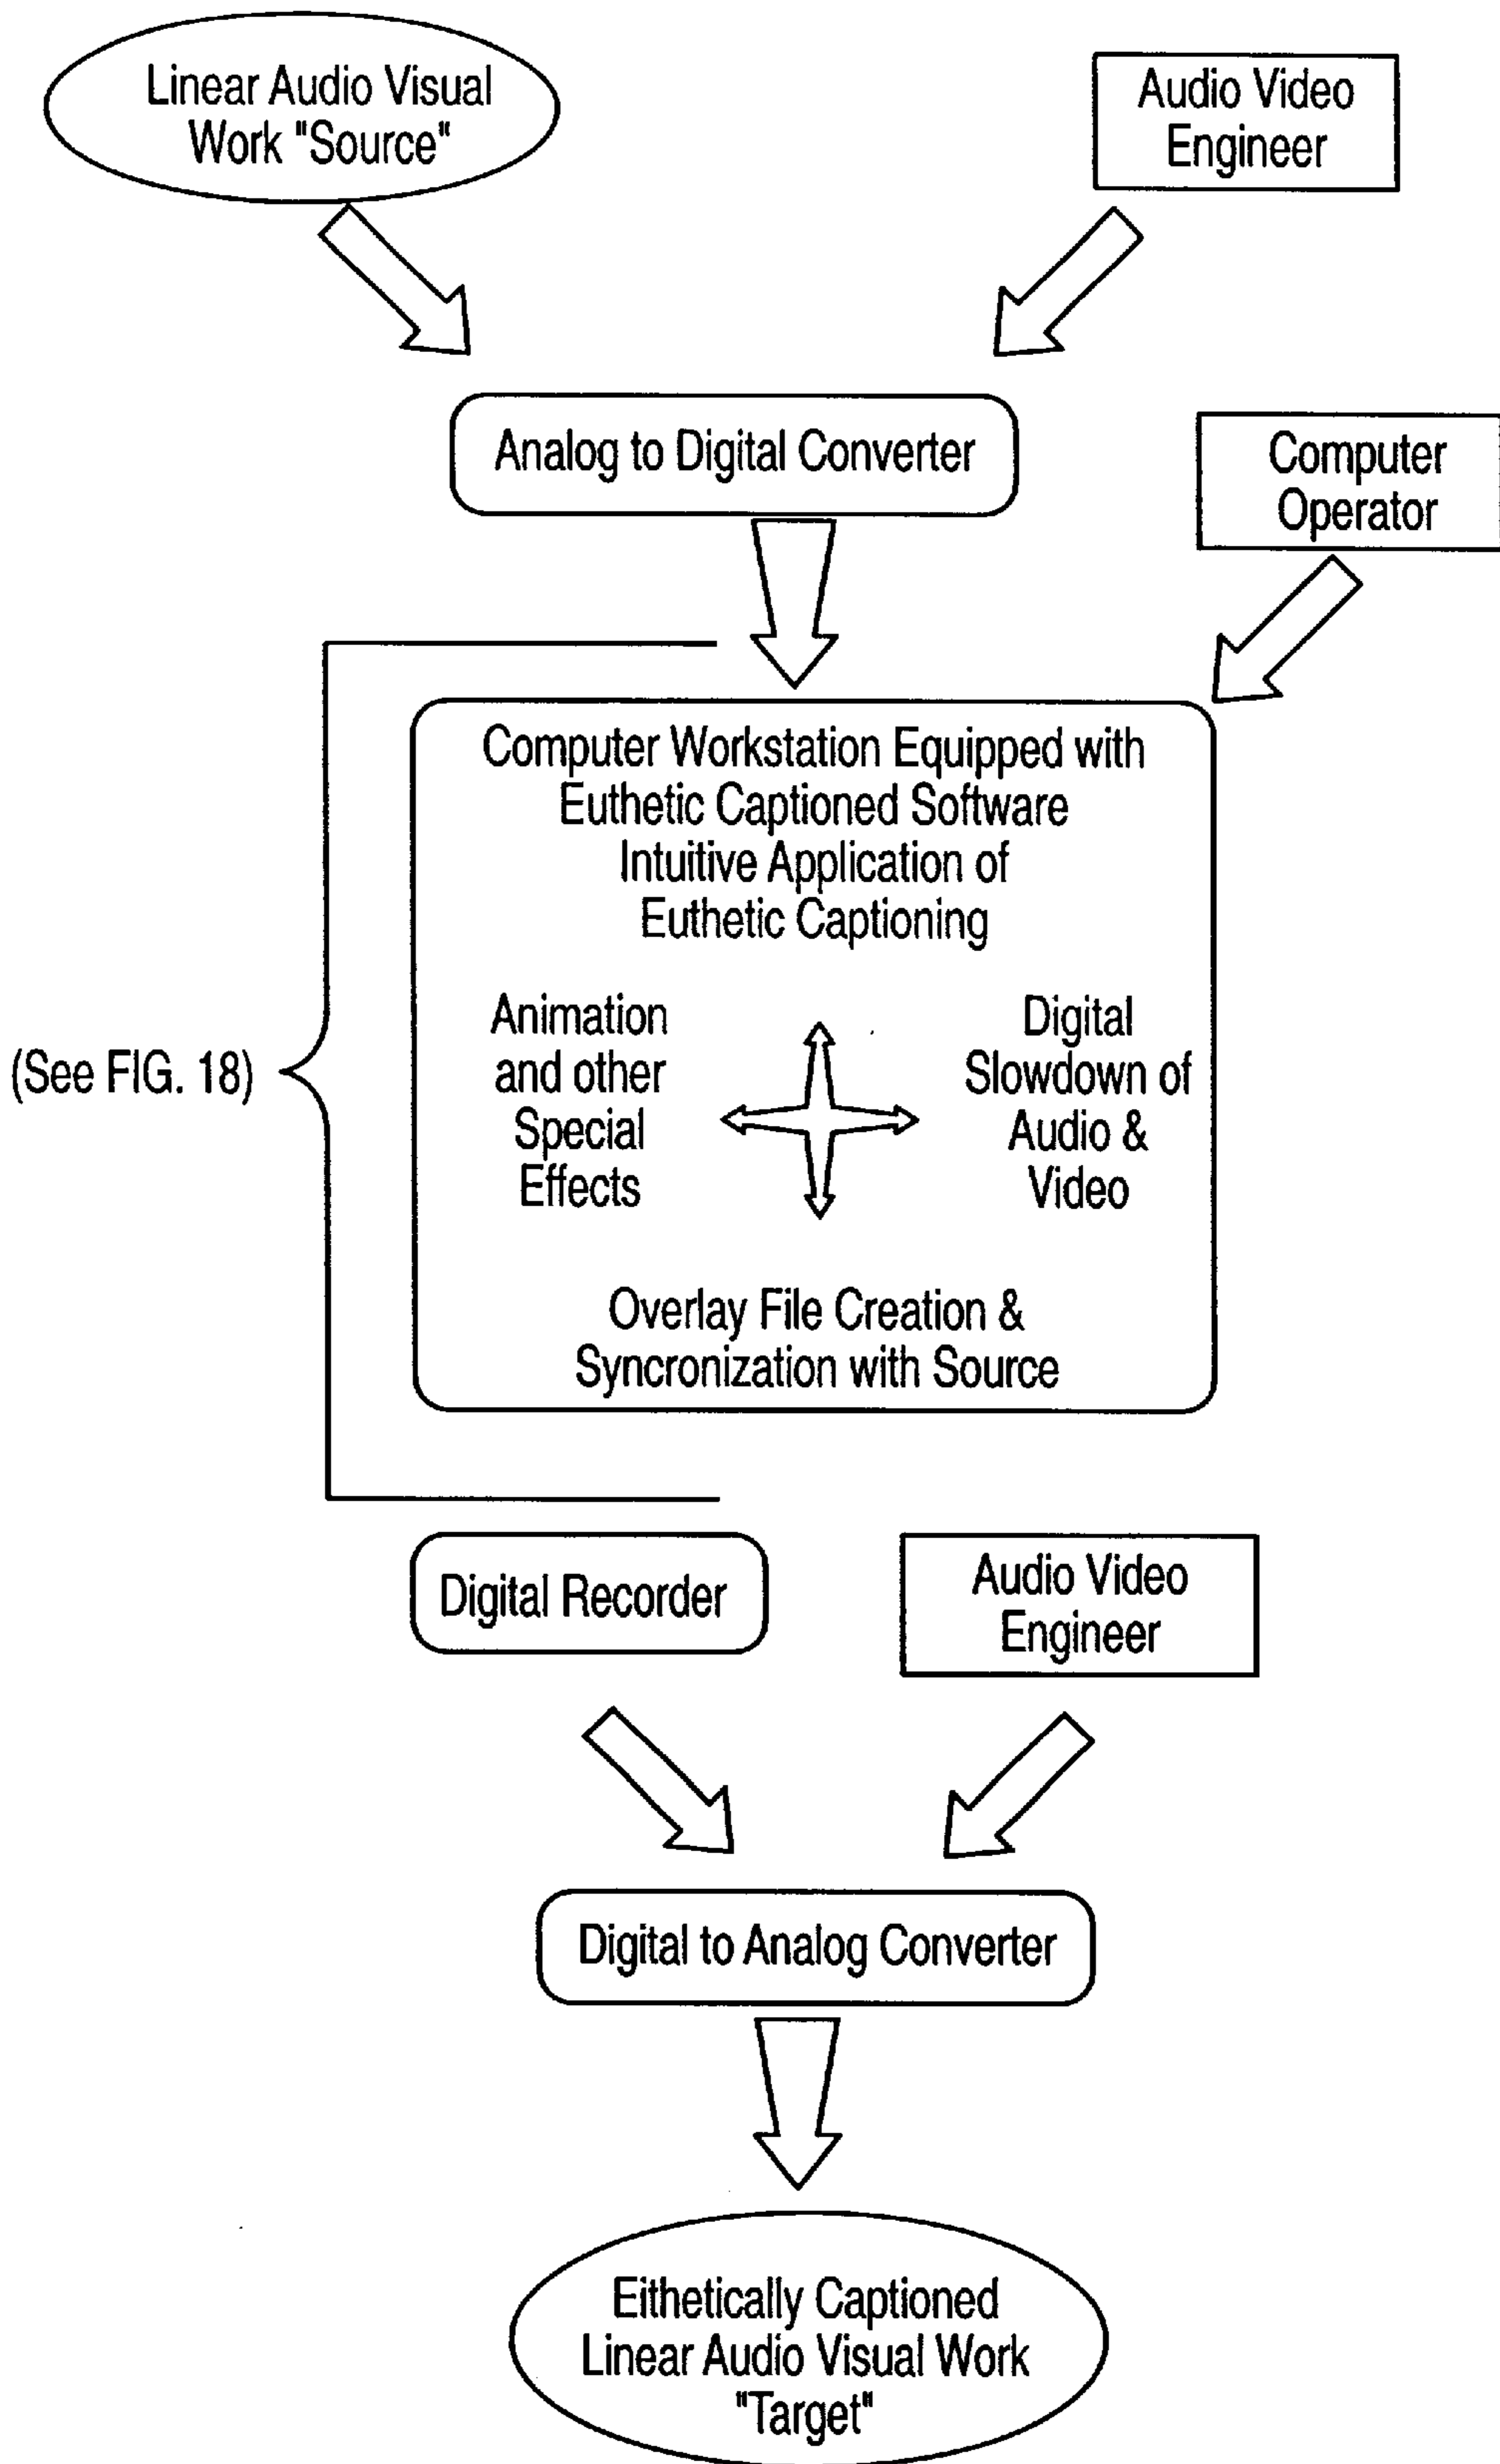 Linear Audio Visual
Work "Source"
Audio Video
Engineer
Analog to Digital Converter
Computer
Operator
Computer Workstation Equipped with
Euthetic Captioned Software
Intuitive Application of
Euthetic Captioning
Animation
and other
Special
Effects
Digital
Slowdown of
Audio &
Video
(See FIG. 18)
Overlay File Creation &
Syncronization with Source
Digital Recorder
Audio Video
Engineer
Digital to Analog Converter
Eithetically Captioned
Linear Audio Visual Work
"Target"